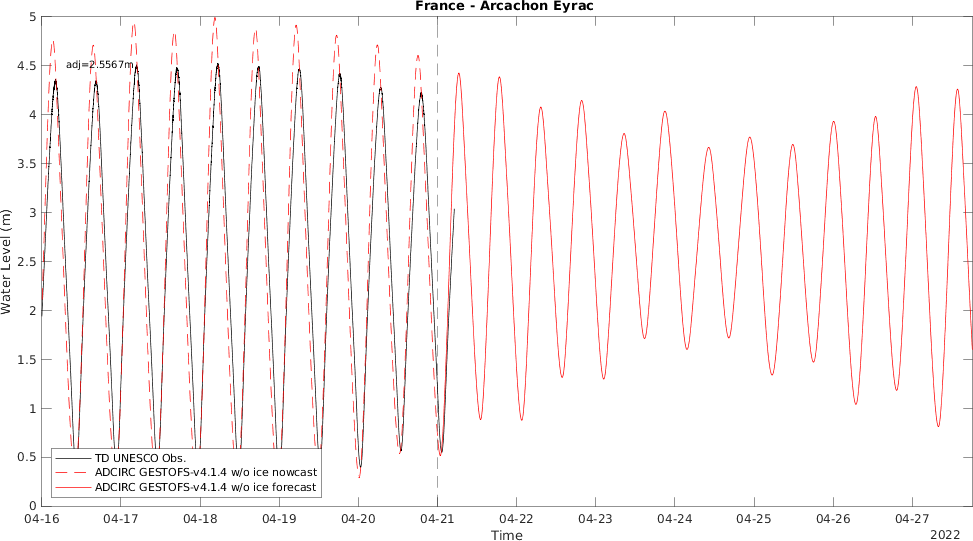 France - Arcachon Eyrac
5
4.5
4
3.5
3
2.5
2
1.5
1
0.5
0
Water Level (m)
adj=2.5567m
TD UNESCO Obs.
ADCIRC GESTOFS-v4.1.4 w/o ice nowcast
ADCIRC GESTOFS-v4.1.4 w/o ice forecast
04-16 04-17 04-18 04-19 04-20 04-21 04-22 04-23 04-24 04-25 04-26 04-27
Time
2022